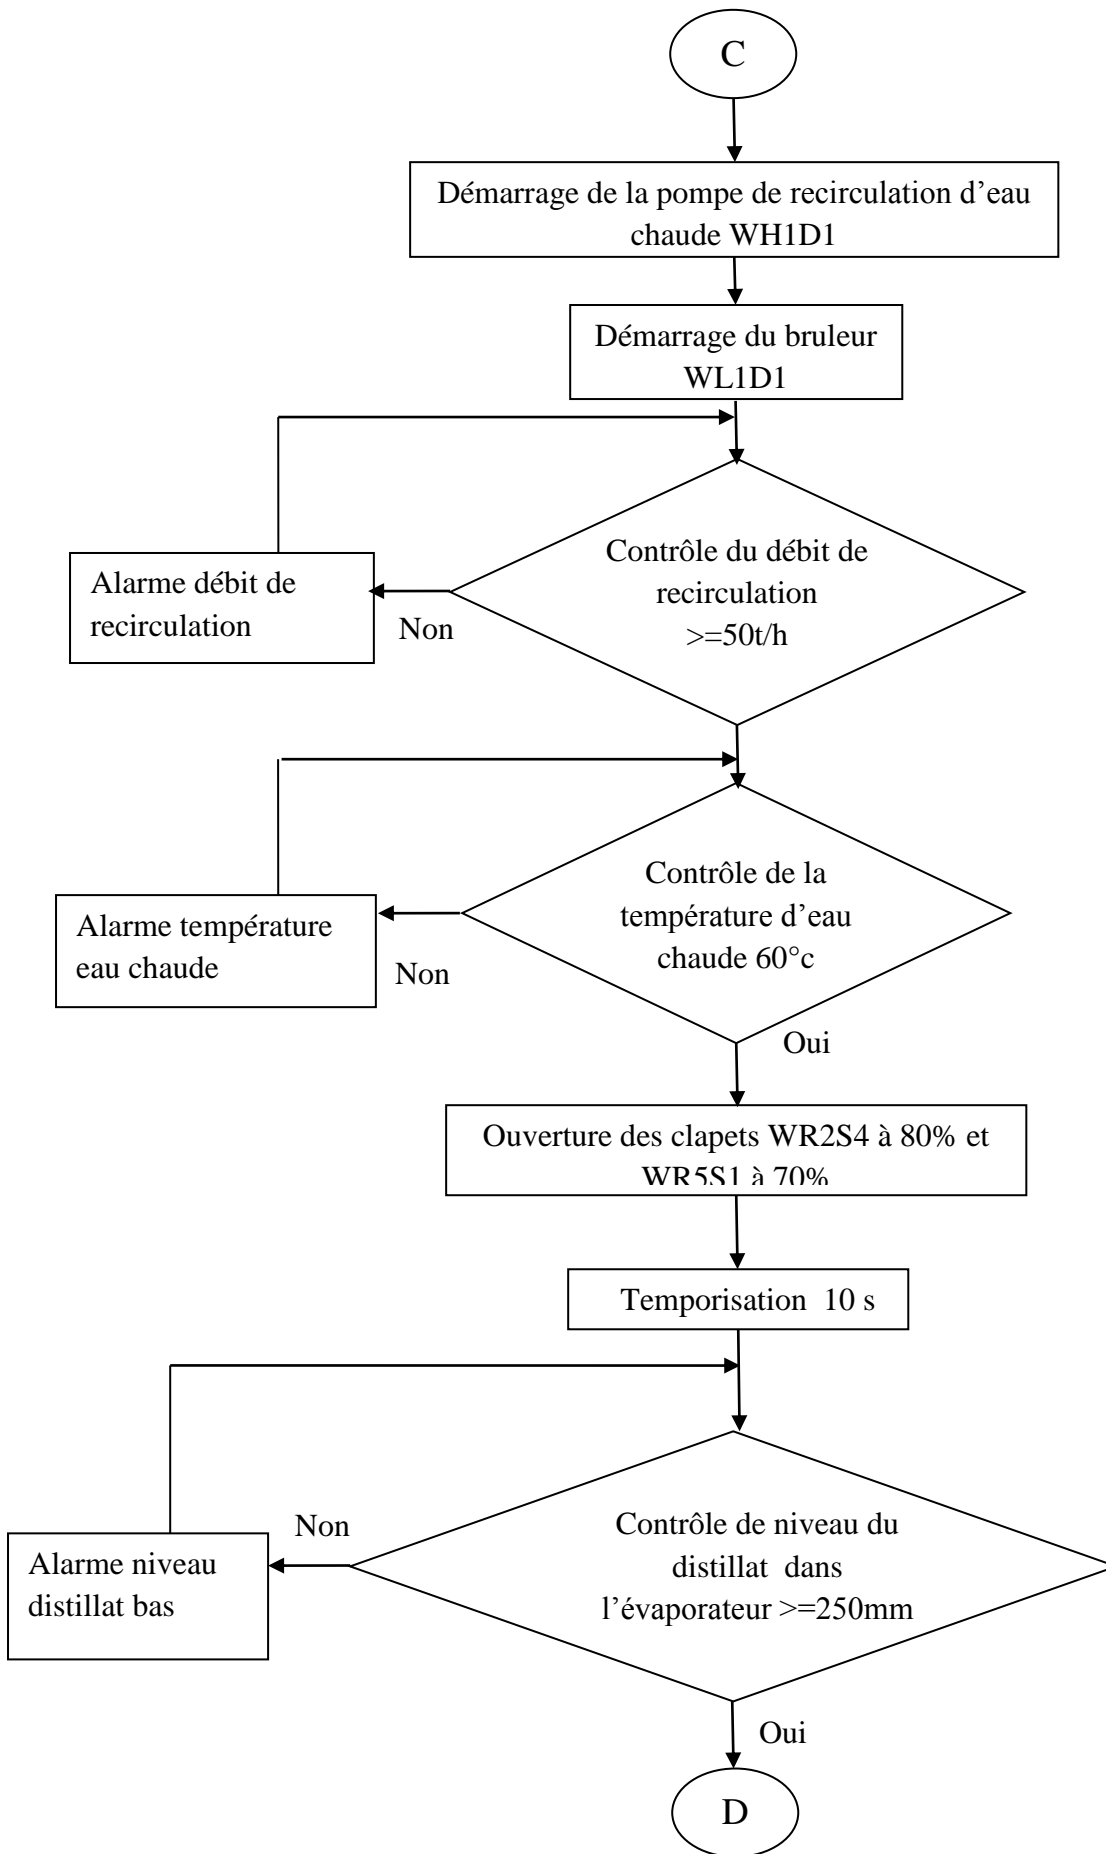 C
Démarrage de la pompe de recirculation d’eau
chaude WH1D1
Démarrage du bruleur
WL1D1
Contrôle du débit de
recirculation
>=50t/h
Alarme débit de
recirculation
Non
Contrôle de la
température d’eau
chaude 60°c
Alarme température
eau chaude
Non
Oui
Ouverture des clapets WR2S4 à 80% et
WR5S1 à 70%
Temporisation 10 s
Non
Contrôle de niveau du
distillat dans
l’évaporateur >=250mm
Alarme niveau
distillat bas
Oui
D